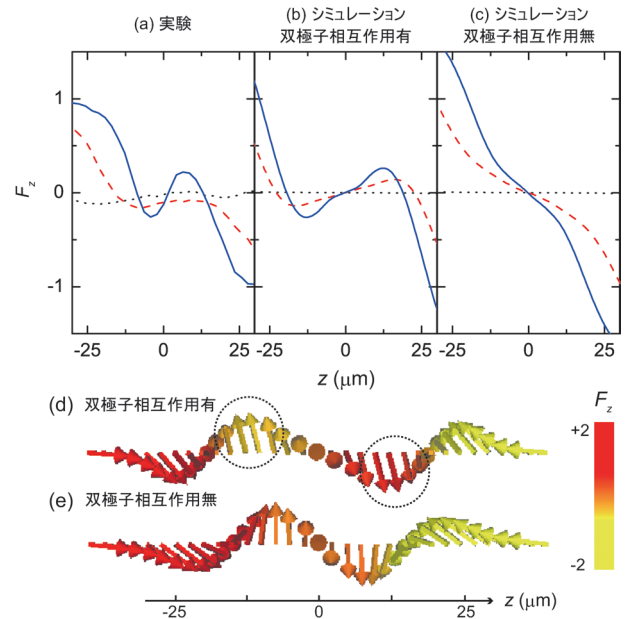 (a) 実験
(b) シミュレーション
双極子相互作用有
(c) シミュレーション
双極子相互作用無
1
0
-1
F_z
-25 0 25
-25 0 25
-25 0 25
z (μm)
(d) 双極子相互作用有
F_z
+2
-2
(e) 双極子相互作用無
-25 0 25
z (μm)